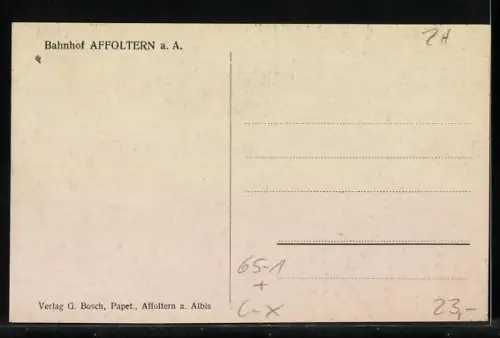 Bahnhof AFFOLTERN a. A.
ZH
65-1
+
C-X
23,-
Verlag G. Bosch, Papet., Affoltern a. Albis